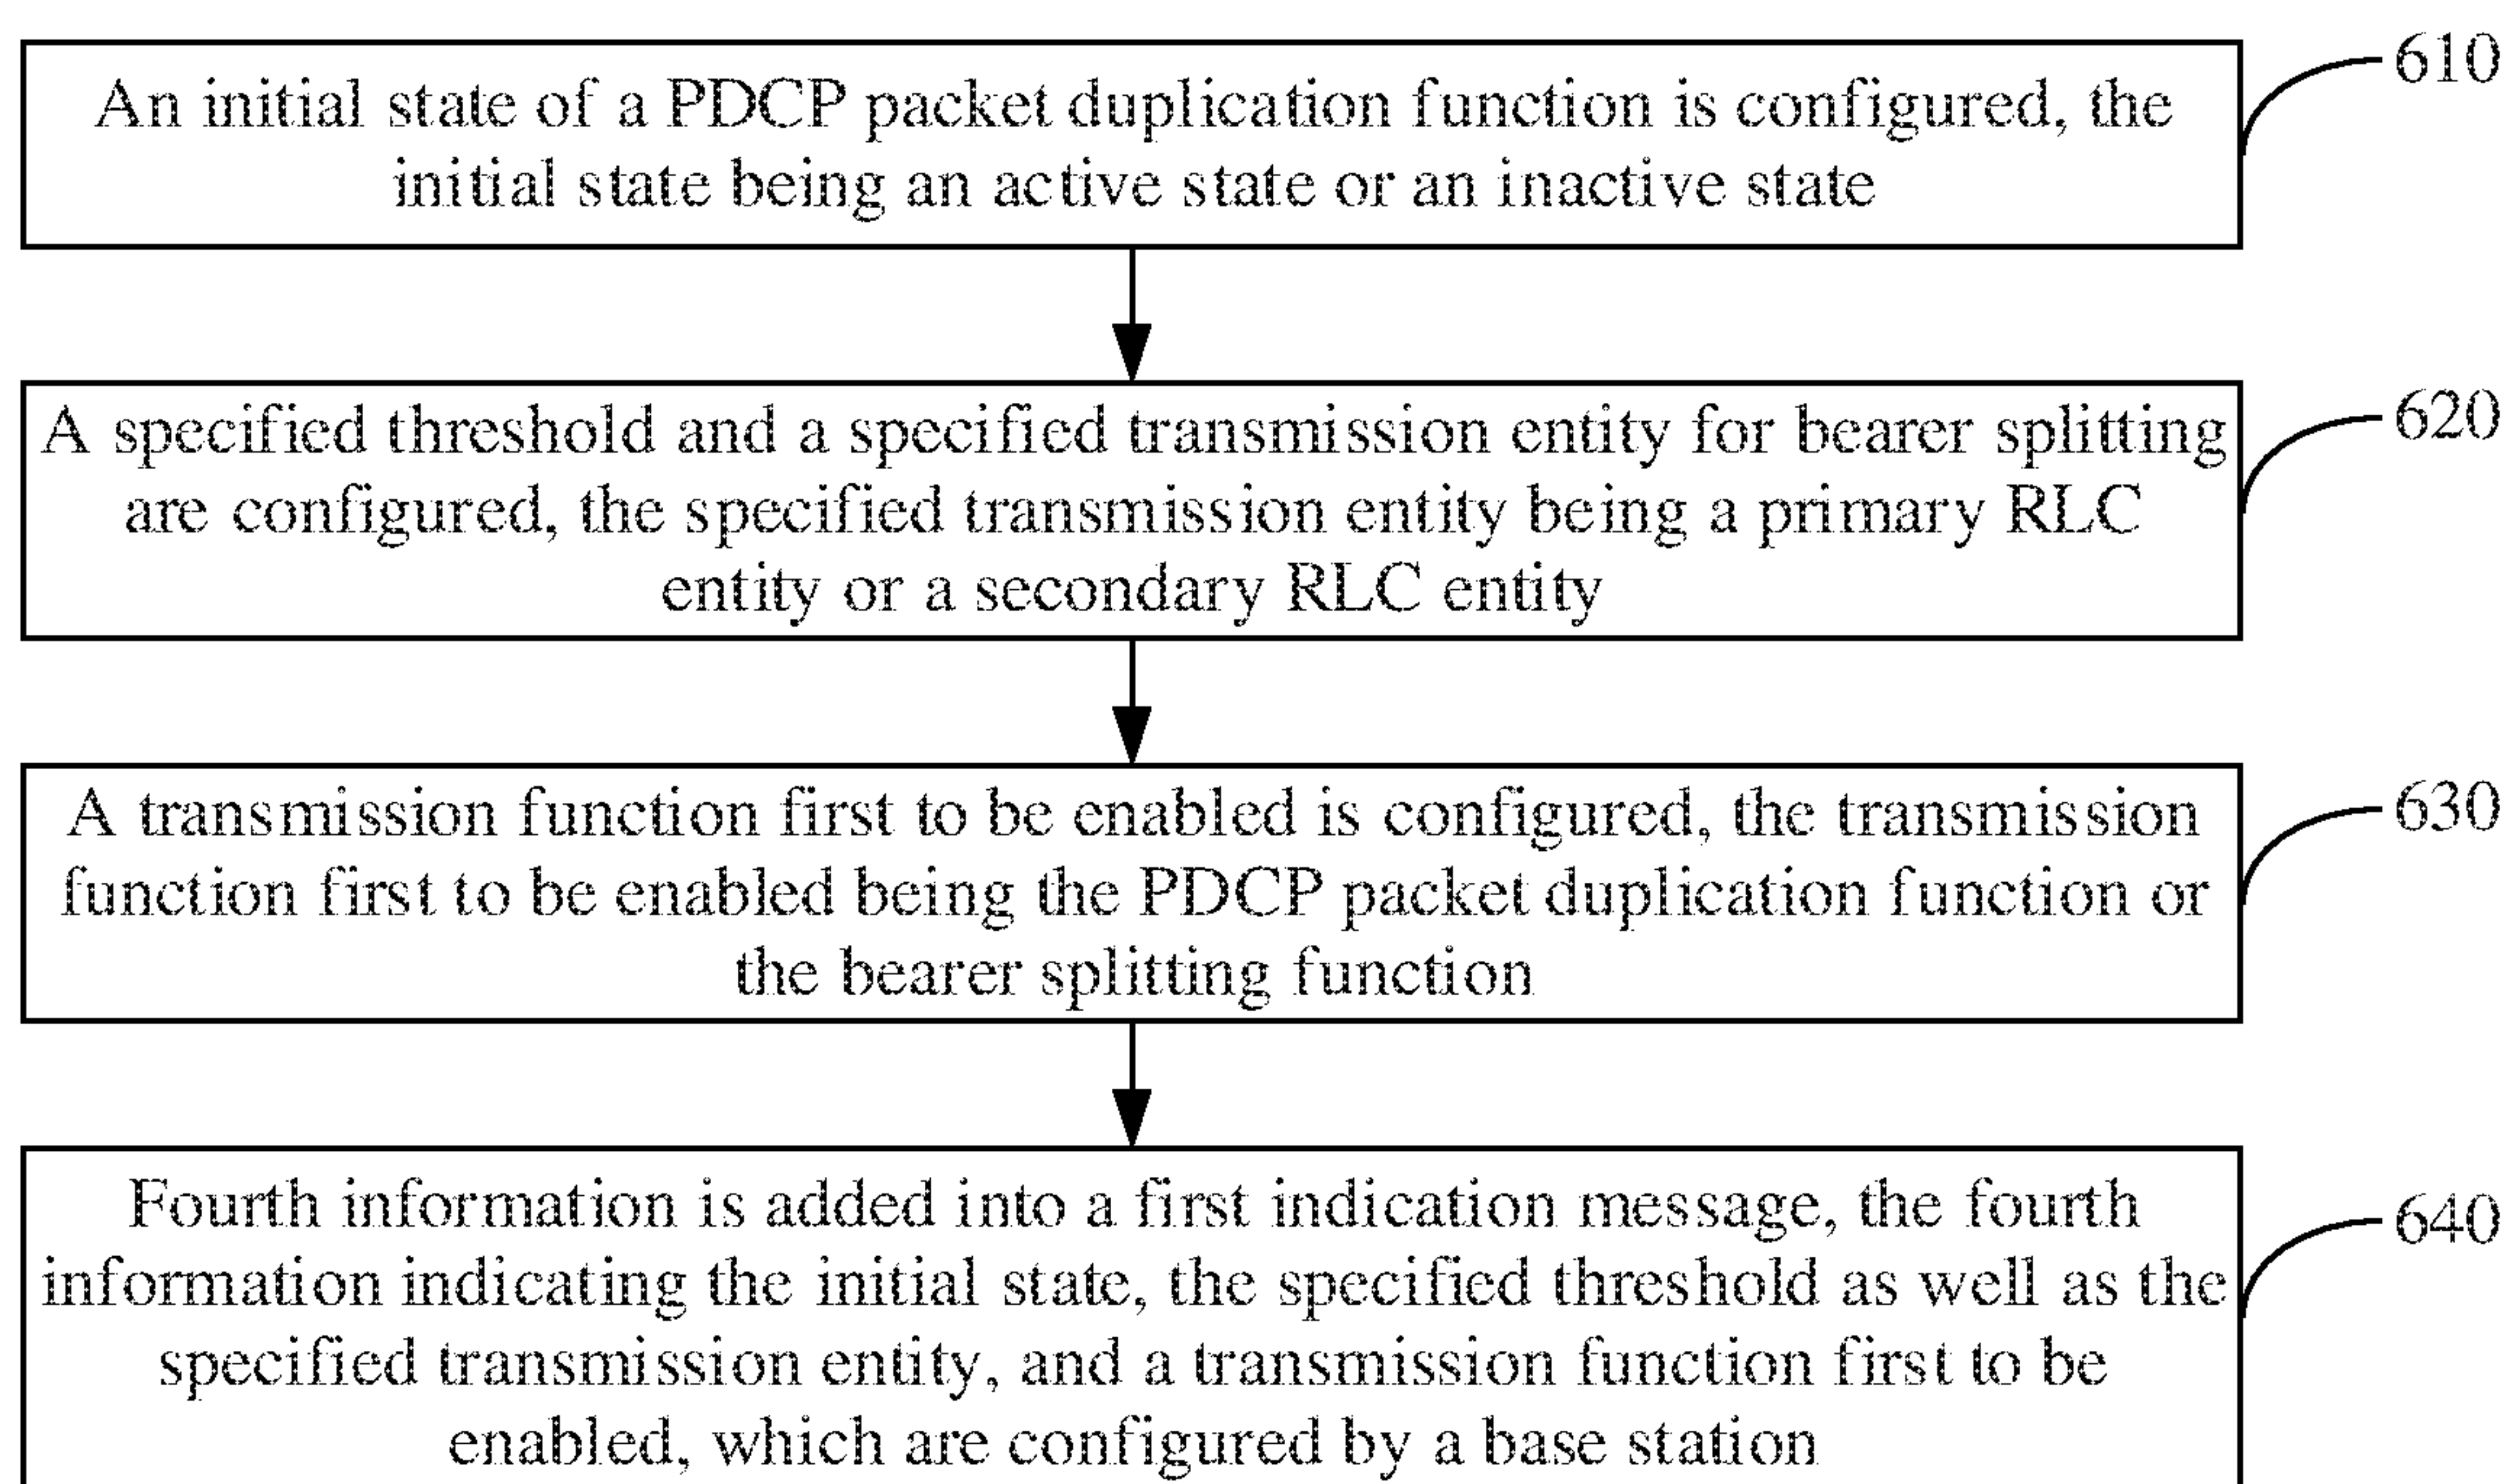 An initial state of a PDCP packet duplication function is configured, the
initial state being an active state or an inactive state
610
A specified threshold and a specified transmission entity for bearer splitting
are configured, the specified transmission entity being a primary RLC
entity or a secondary RLC entity
620
A transmission function first to be enabled is configured, the transmission
function first to be enabled being the PDCP packet duplication function or
the bearer splitting function
630
Fourth information is added into a first indication message, the fourth
information indicating the initial state, the specified threshold as well as the
specified transmission entity, and a transmission function first to be
enabled, which are configured by a base station
640